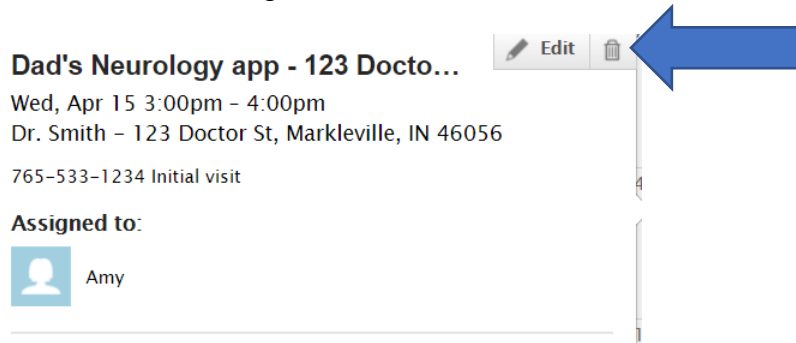 Edit
Dad's Neurology app - 123 Docto...
Wed, Apr 15 3:00pm – 4:00pm
Dr. Smith – 123 Doctor St, Markleville, IN 46056
765-533-1234 Initial visit
Assigned to:
Amy